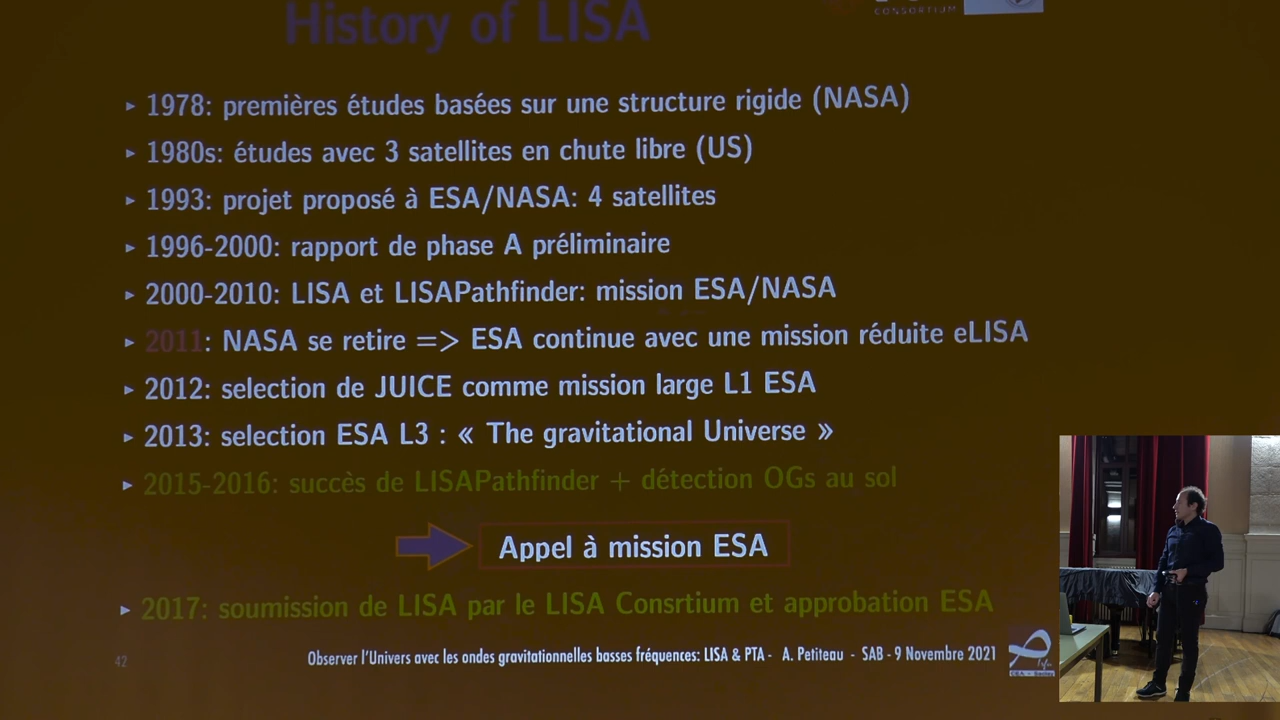 CONSORTIUM
History of LISA
▸ 1978: premières études basées sur une structure rigide (NASA)
▸ 1980s: études avec 3 satellites en chute libre (US)
▸ 1993: projet proposé à ESA/NASA: 4 satellites
▸ 1996-2000: rapport de phase A préliminaire
▸ 2000-2010: LISA et LISAPathfinder: mission ESA/NASA
▸ 2011: NASA se retire => ESA continue avec une mission réduite eLISA
▸ 2012: selection de JUICE comme mission large L1 ESA
▸ 2013: selection ESA L3 : « The gravitational Universe »
▸ 2015-2016: succès de LISAPathfinder + détection OGs au sol
Appel à mission ESA
▸ 2017: soumission de LISA par le LISA Consrtium et approbation ESA
42
Observer l'Univers avec les ondes gravitationnelles basses fréquences: LISA & PTA - A. Petiteau - SAB - 9 Novembre 2021
Irfu
CEA - Saclay